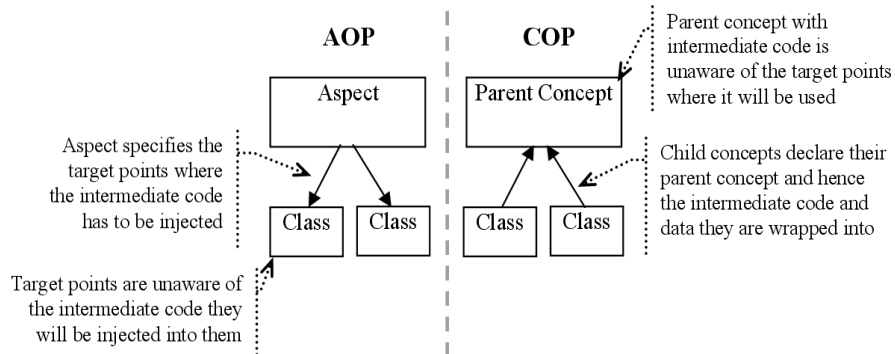 AOP
Aspect
Aspect specifies the
target points where
the intermediate code
has to be injected
Class
Class
Target points are unaware of
the intermediate code they
will be injected into them
COP
Parent Concept
Parent concept with
intermediate code is
unaware of the target points
where it will be used
Child concepts declare their
parent concept and hence
the intermediate code and
data they are wrapped into
Class
Class